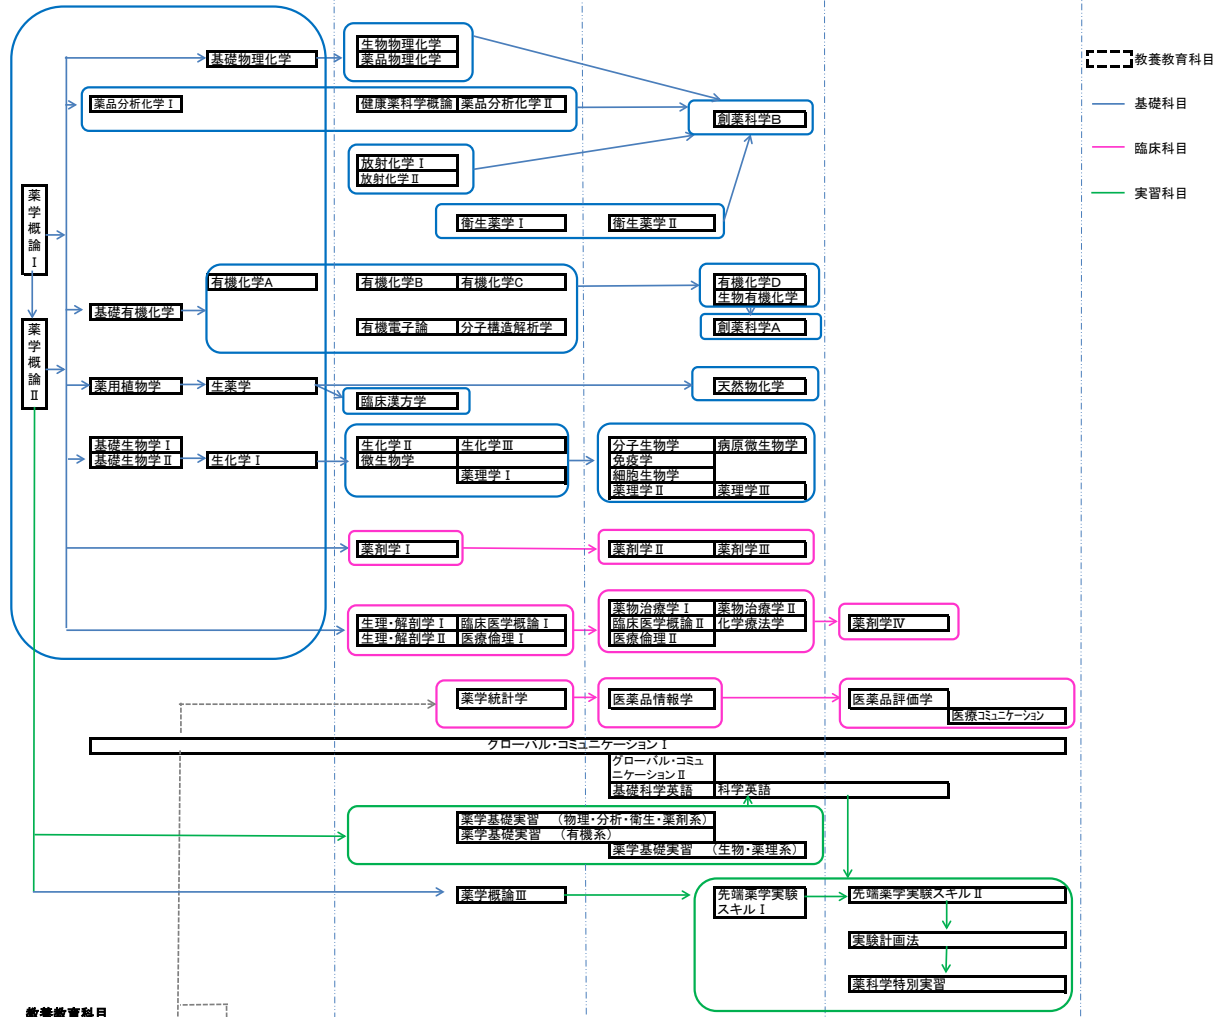 基礎物理化学
生物物理化学
薬品物理化学
教養教育科目
薬品分析化学Ⅰ
健康薬科学概論
薬品分析化学Ⅱ
基礎科目
創薬科学B
臨床科目
放射化学Ⅰ
放射化学Ⅱ
実習科目
薬学概論Ⅰ
衛生薬学Ⅰ
衛生薬学Ⅱ
有機化学A
有機化学B
有機化学C
有機化学D
生物有機化学
基礎有機化学
有機電子論
分子構造解析学
創薬科学A
薬学概論Ⅱ
薬用植物学
生薬学
天然物化学
臨床漢方学
基礎生物学Ⅰ
基礎生物学Ⅱ
生化学Ⅰ
生化学Ⅱ
生化学Ⅲ
微生物学
薬理学Ⅰ
分子生物学
病原微生物学
免疫学
細胞生物学
薬理学Ⅱ
薬理学Ⅲ
薬剤学Ⅰ
薬剤学Ⅱ
薬剤学Ⅲ
生理・解剖学Ⅰ
臨床医学概論Ⅰ
生理・解剖学Ⅱ
医療倫理Ⅰ
薬物治療学Ⅰ
薬物治療学Ⅱ
臨床医学概論Ⅱ
化学療法学
医療倫理Ⅱ
薬剤学Ⅳ
薬学統計学
医薬品情報学
医薬品評価学
医療コミュニケーション
グローバル・コミュニケーションⅠ
グローバル・コミュ
ニケーションⅡ
基礎科学英語
科学英語
薬学基礎実習　（物理・分析・衛生・薬剤系）
薬学基礎実習　（有機系）
薬学基礎実習　（生物・薬理系）
薬学概論Ⅲ
先端薬学実験
スキルⅠ
先端薬学実験スキルⅡ
実験計画法
薬科学特別実習
教養教育科目